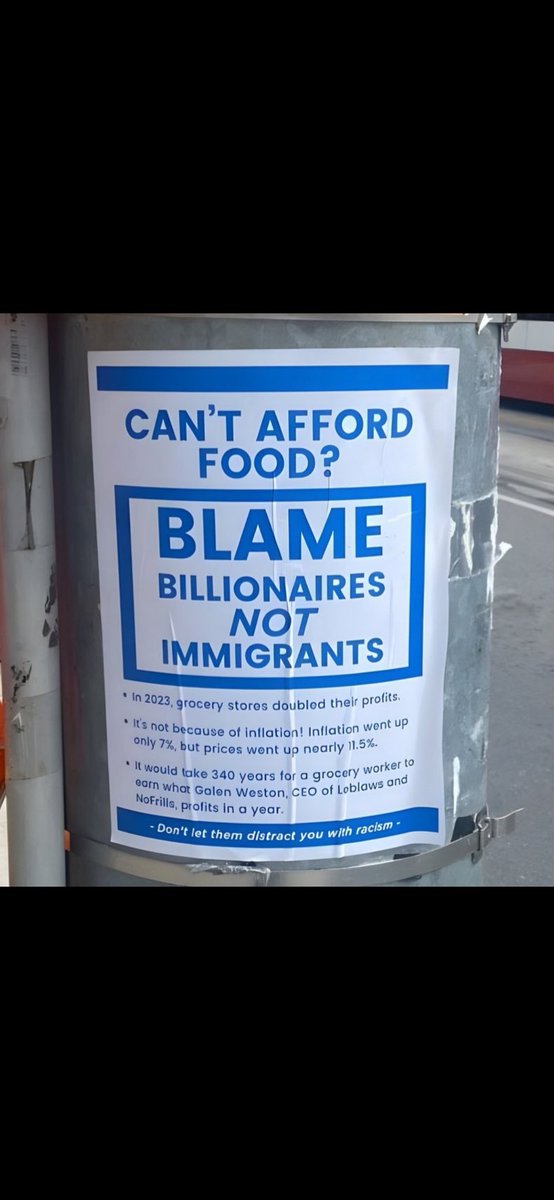 CAN'T AFFORD
FOOD?
BLAME
BILLIONAIRES
NOT
IMMIGRANTS
• In 2023, grocery stores doubled their profits.
• It's not because of inflation! Inflation went up
only 7%, but prices went up nearly 11.5%.
• It would take 340 years for a grocery worker to
earn what Galen Weston, CEO of Loblaws and
NoFrills, profits in a year.
- Don't let them distract you with racism -